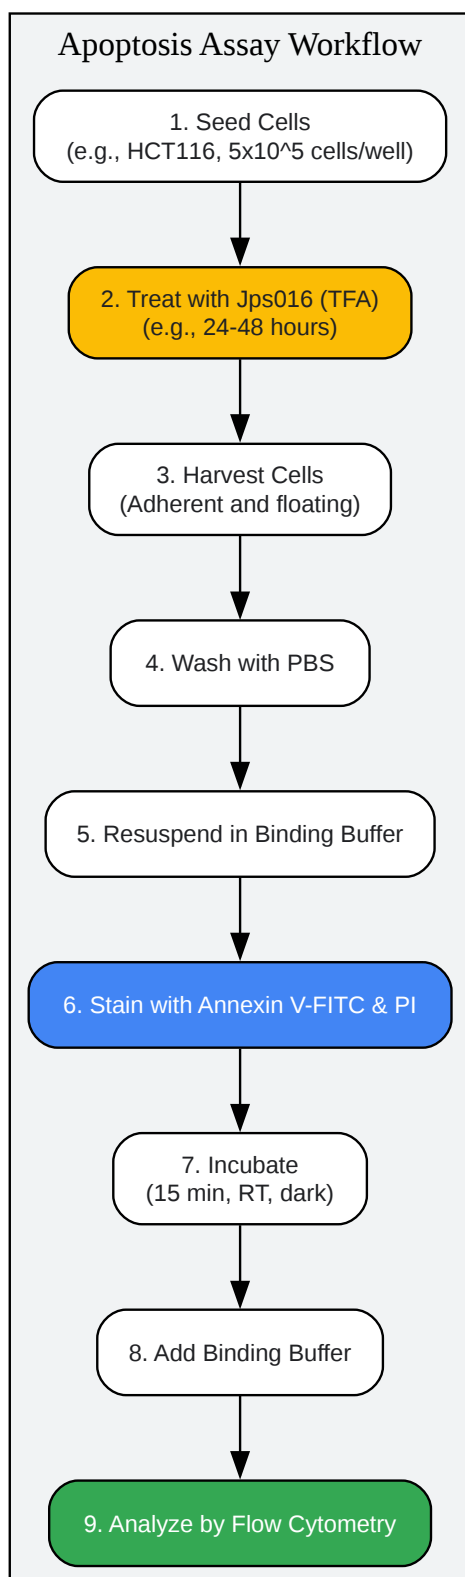 Apoptosis Assay Workflow
1. Seed Cells
(e.g., HCT116, 5x10^5 cells/well)
2. Treat with Jps016 (TFA)
(e.g., 24-48 hours)
3. Harvest Cells
(Adherent and floating)
4. Wash with PBS
5. Resuspend in Binding Buffer
6. Stain with Annexin V-FITC & PI
7. Incubate
(15 min, RT, dark)
8. Add Binding Buffer
9. Analyze by Flow Cytometry